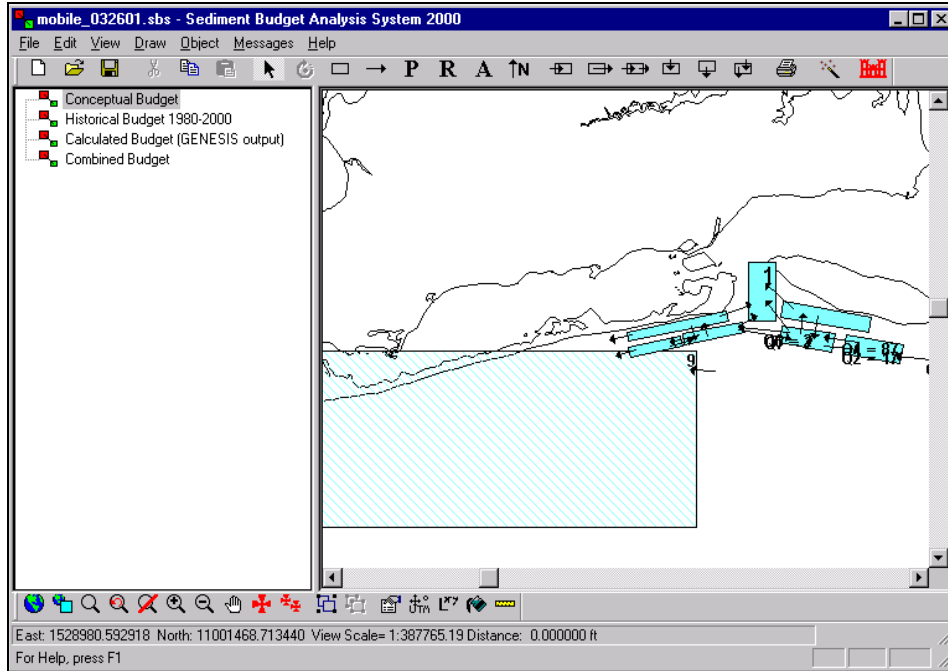 mobile_032601.sbs - Sediment Budget Analysis System 2000
File Edit View Draw Object Messages Help
P R A N
Conceptual Budget
Historical Budget 1980-2000
Calculated Budget (GENESIS output)
Combined Budget
1
9
East: 1528980.592918 North: 11001468.713440 View Scale= 1:387765.19 Distance: 0.000000 ft
For Help, press F1